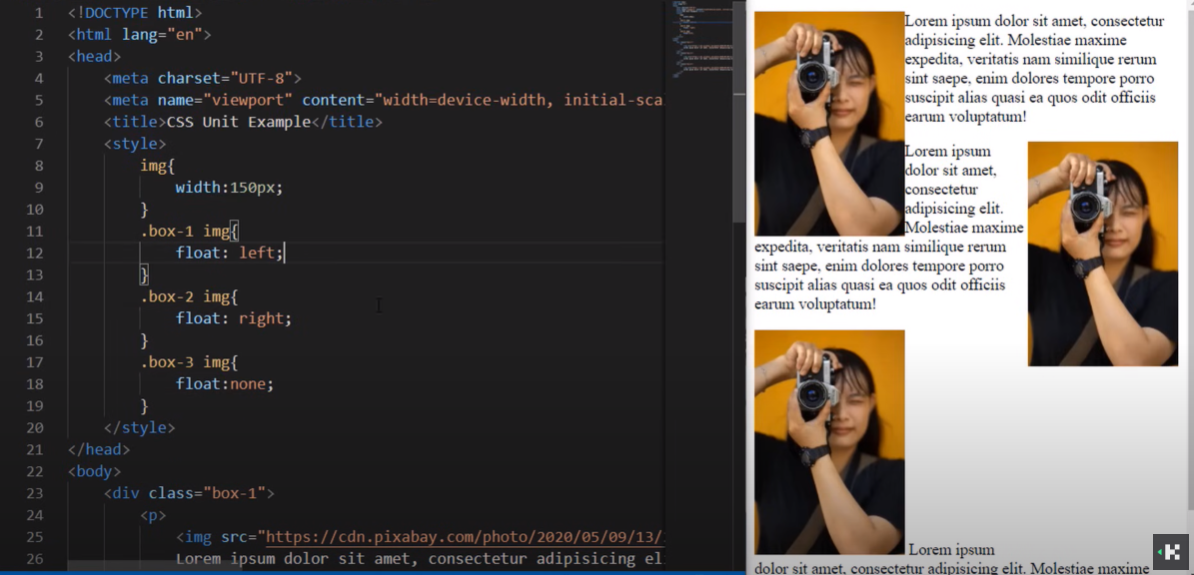 1 <!DOCTYPE html>
2 <html lang="en">
3 <head>
4 <meta charset="UTF-8">
5 <meta name="viewport" content="width=device-width, initial-sca
6 <title>CSS Unit Example</title>
7 <style>
8 img{
9 width:150px;
10 }
11 .box-1 img{
12 float: left;
13 }
14 .box-2 img{
15 float: right;
16 }
17 .box-3 img{
18 float:none;
19 }
20 </style>
21 </head>
22 <body>
23 <div class="box-1">
24 <p>
25 <img src="https://cdn.pixabay.com/photo/2020/05/09/13/
26 Lorem ipsum dolor sit amet, consectetur adipisicing eli
Lorem ipsum dolor sit amet, consectetur
adipisicing elit. Molestiae maxime
expedita, veritatis nam similique rerum
sint saepe, enim dolores tempore porro
suscipit alias quasi ea quos odit officiis
earum voluptatum!
Lorem ipsum
dolor sit amet,
consectetur
adipisicing elit.
Molestiae maxime
expedita, veritatis nam similique rerum
sint saepe, enim dolores tempore porro
suscipit alias quasi ea quos odit officiis
earum voluptatum!
Lorem ipsum
dolor sit amet, consectetur adipisicing elit. Molestiae maxime
K